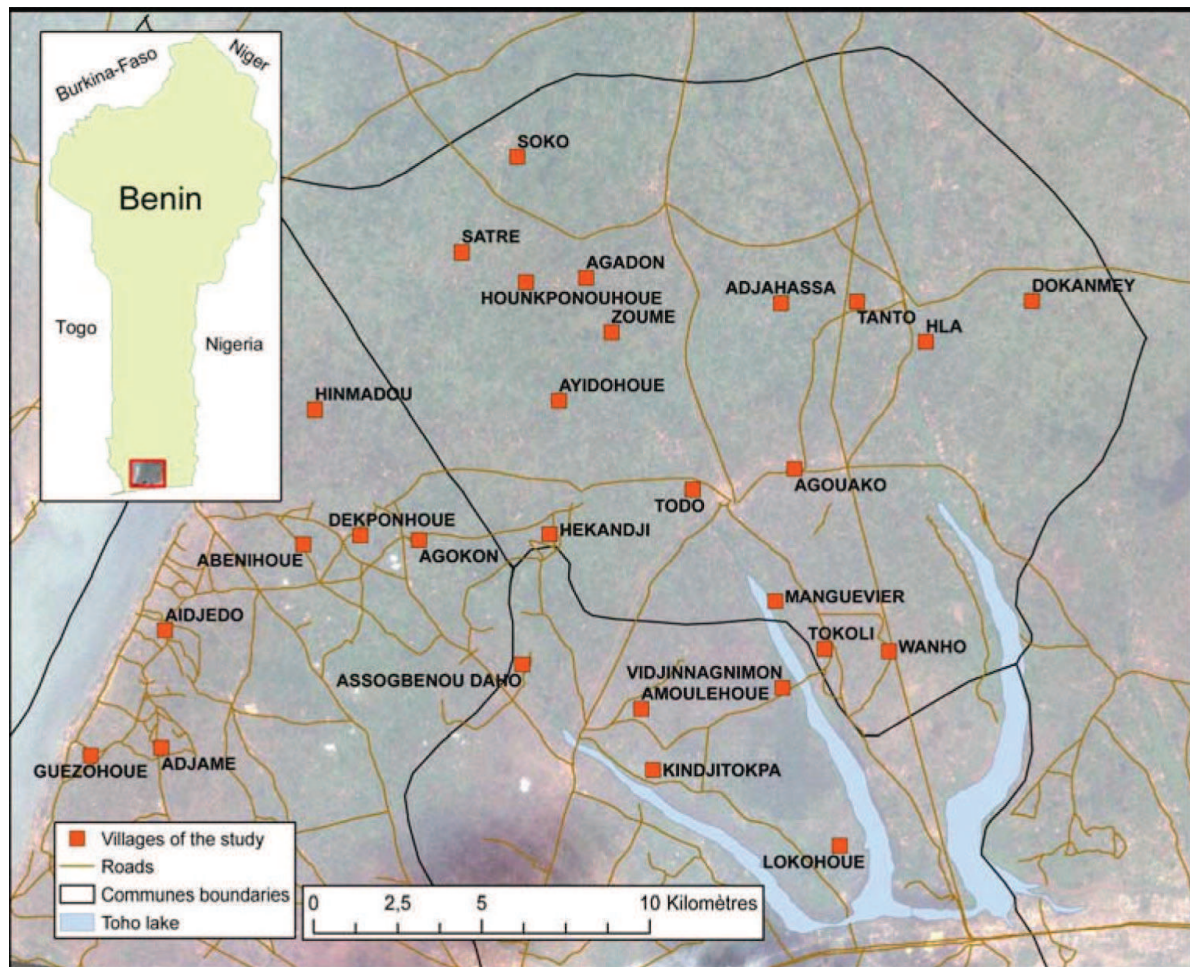 Burkina-Faso
Niger
Benin
Togo
Nigeria
SOKO
SATRE
AGADON
HOUNKPONOUHOUE
ZOUME
ADJAHASSA
TANTO
DOKANMEY
HLA
HINMADOU
AYIDOHOUE
AGOUAKO
TODO
DEKPONHOUE
HEKANDJI
ABENIHOUE
AGOKON
MANGUEVIER
AIDJEDO
TOKOLI
WANHO
ASSOGBENOU DAHO
VIDJINNAGNIMON
AMOULEHOUE
GUEZOHOUE
ADJAME
KINDJITOKPA
LOKOHOUE
Villages of the study
Roads
Communes boundaries
Toho lake
0 2,5 5 10 Kilomètres